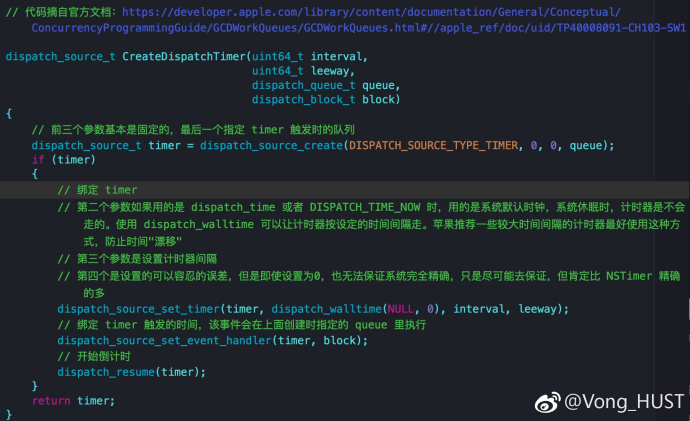 // 代码摘自官方文档：https://developer.apple.com/library/content/documentation/General/Conceptual/
ConcurrencyProgrammingGuide/GCDWorkQueues/GCDWorkQueues.html#//apple_ref/doc/uid/TP40008091-CH103-SW1
dispatch_source_t CreateDispatchTimer(uint64_t interval,
uint64_t leeway,
dispatch_queue_t queue,
dispatch_block_t block)
{
// 前三个参数基本是固定的，最后一个指定 timer 触发时的队列
dispatch_source_t timer = dispatch_source_create(DISPATCH_SOURCE_TYPE_TIMER, 0, 0, queue);
if (timer)
{
// 绑定 timer
// 第二个参数如果用的是 dispatch_time 或者 DISPATCH_TIME_NOW 时，用的是系统默认时钟，系统休眠时，计时器是不会
走的。使用 dispatch_walltime 可以让计时器按设定的时间间隔走。苹果推荐一些较大时间间隔的计时器最好使用这种方
式，防止时间"漂移"
// 第三个参数是设置计时器间隔
// 第四个是设置的可以容忍的误差，但是即使设置为0，也无法保证系统完全精确，只是尽可能去保证，但肯定比 NSTimer 精确
的多
dispatch_source_set_timer(timer, dispatch_walltime(NULL, 0), interval, leeway);
// 绑定 timer 触发的时间，该事件会在上面创建时指定的 queue 里执行
dispatch_source_set_event_handler(timer, block);
// 开始倒计时
dispatch_resume(timer);
}
return timer;
}
@Vong_HUST